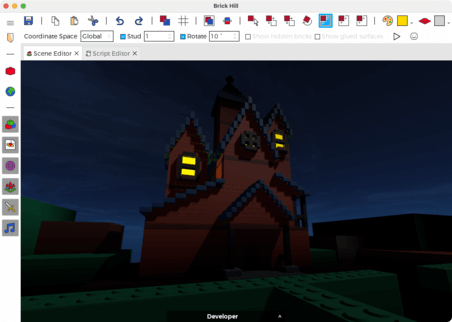 Brick Hill
Coordinate Space Global Stud 1 Rotate 10° Show hidden bricks Show glued surfaces
Scene Editor Script Editor
Developer